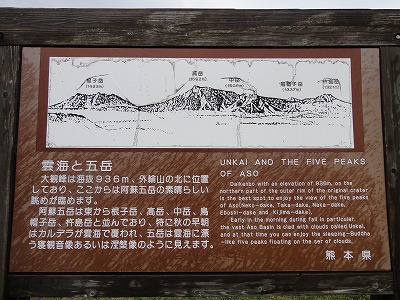 根子岳
(1433m)
高岳
(1592m)
中岳
(1506m)
烏帽子岳
(1337m)
杵島岳
(1321m)
雲海と五岳
大観峰は海抜936m、外輪山の北に位置
しており、ここからは阿蘇五岳の素晴らしい
眺めが臨めます。
阿蘇五岳は東から根子岳、高岳、中岳、烏
帽子岳、杵島岳と並んでおり、特に秋の早朝
はカルデラが雲海で覆われ、五岳は雲海に漂
う寝観音像あるいは涅槃像のように見えます。
UNKAI AND THE FIVE PEAKS
OF ASO
Daikanbo with an elevation of 936m, on the
northern part of the outer rim of the original crater
is the best spot to enjoy the view of the five peaks
of Aso(Neko-dake, Taka-dake, Naka-dake,
Eboshi-dake and Kijima-dake).
Early in the morning during fall in particular,
the vast Aso Basin is clad with clouds called Unkai,
and at that time you can enjoy the sleeping-Buddha
-like five peaks floating on the ser of clouds.
熊本県